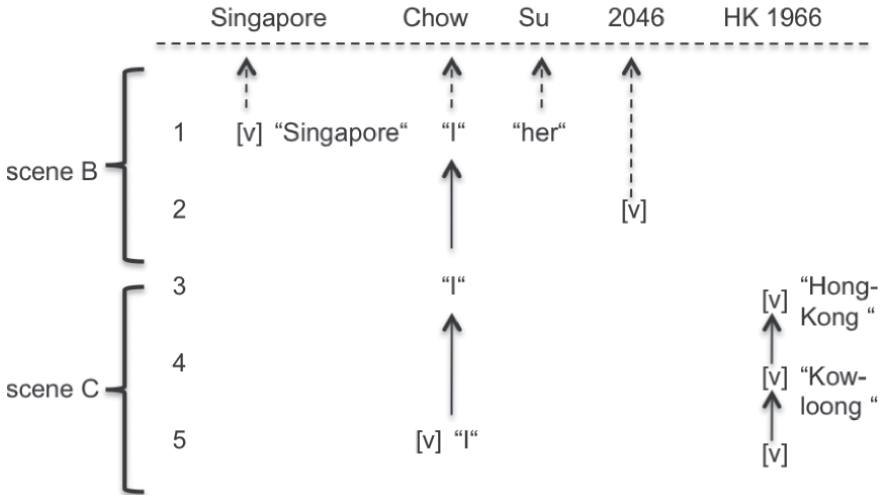 Singapore Chow Su 2046 HK 1966
1 [v] “Singapore“ “I“ “her“
scene B
2 [v]
3 “I“ [v] “Hong-
Kong “
4 [v] “Kow-
scene C
loong “
5 [v] “I“ [v]